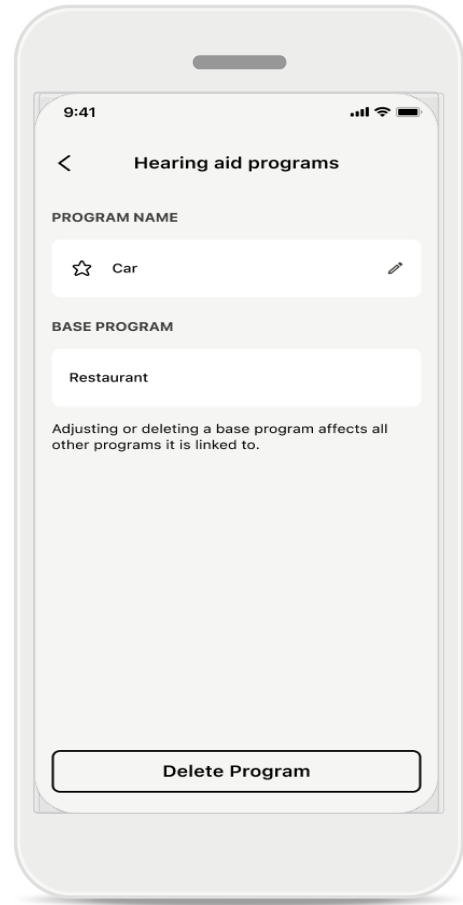 9:41
Hearing aid programs
PROGRAM NAME
Car
BASE PROGRAM
Restaurant
Adjusting or deleting a base program affects all
other programs it is linked to.
Delete Program